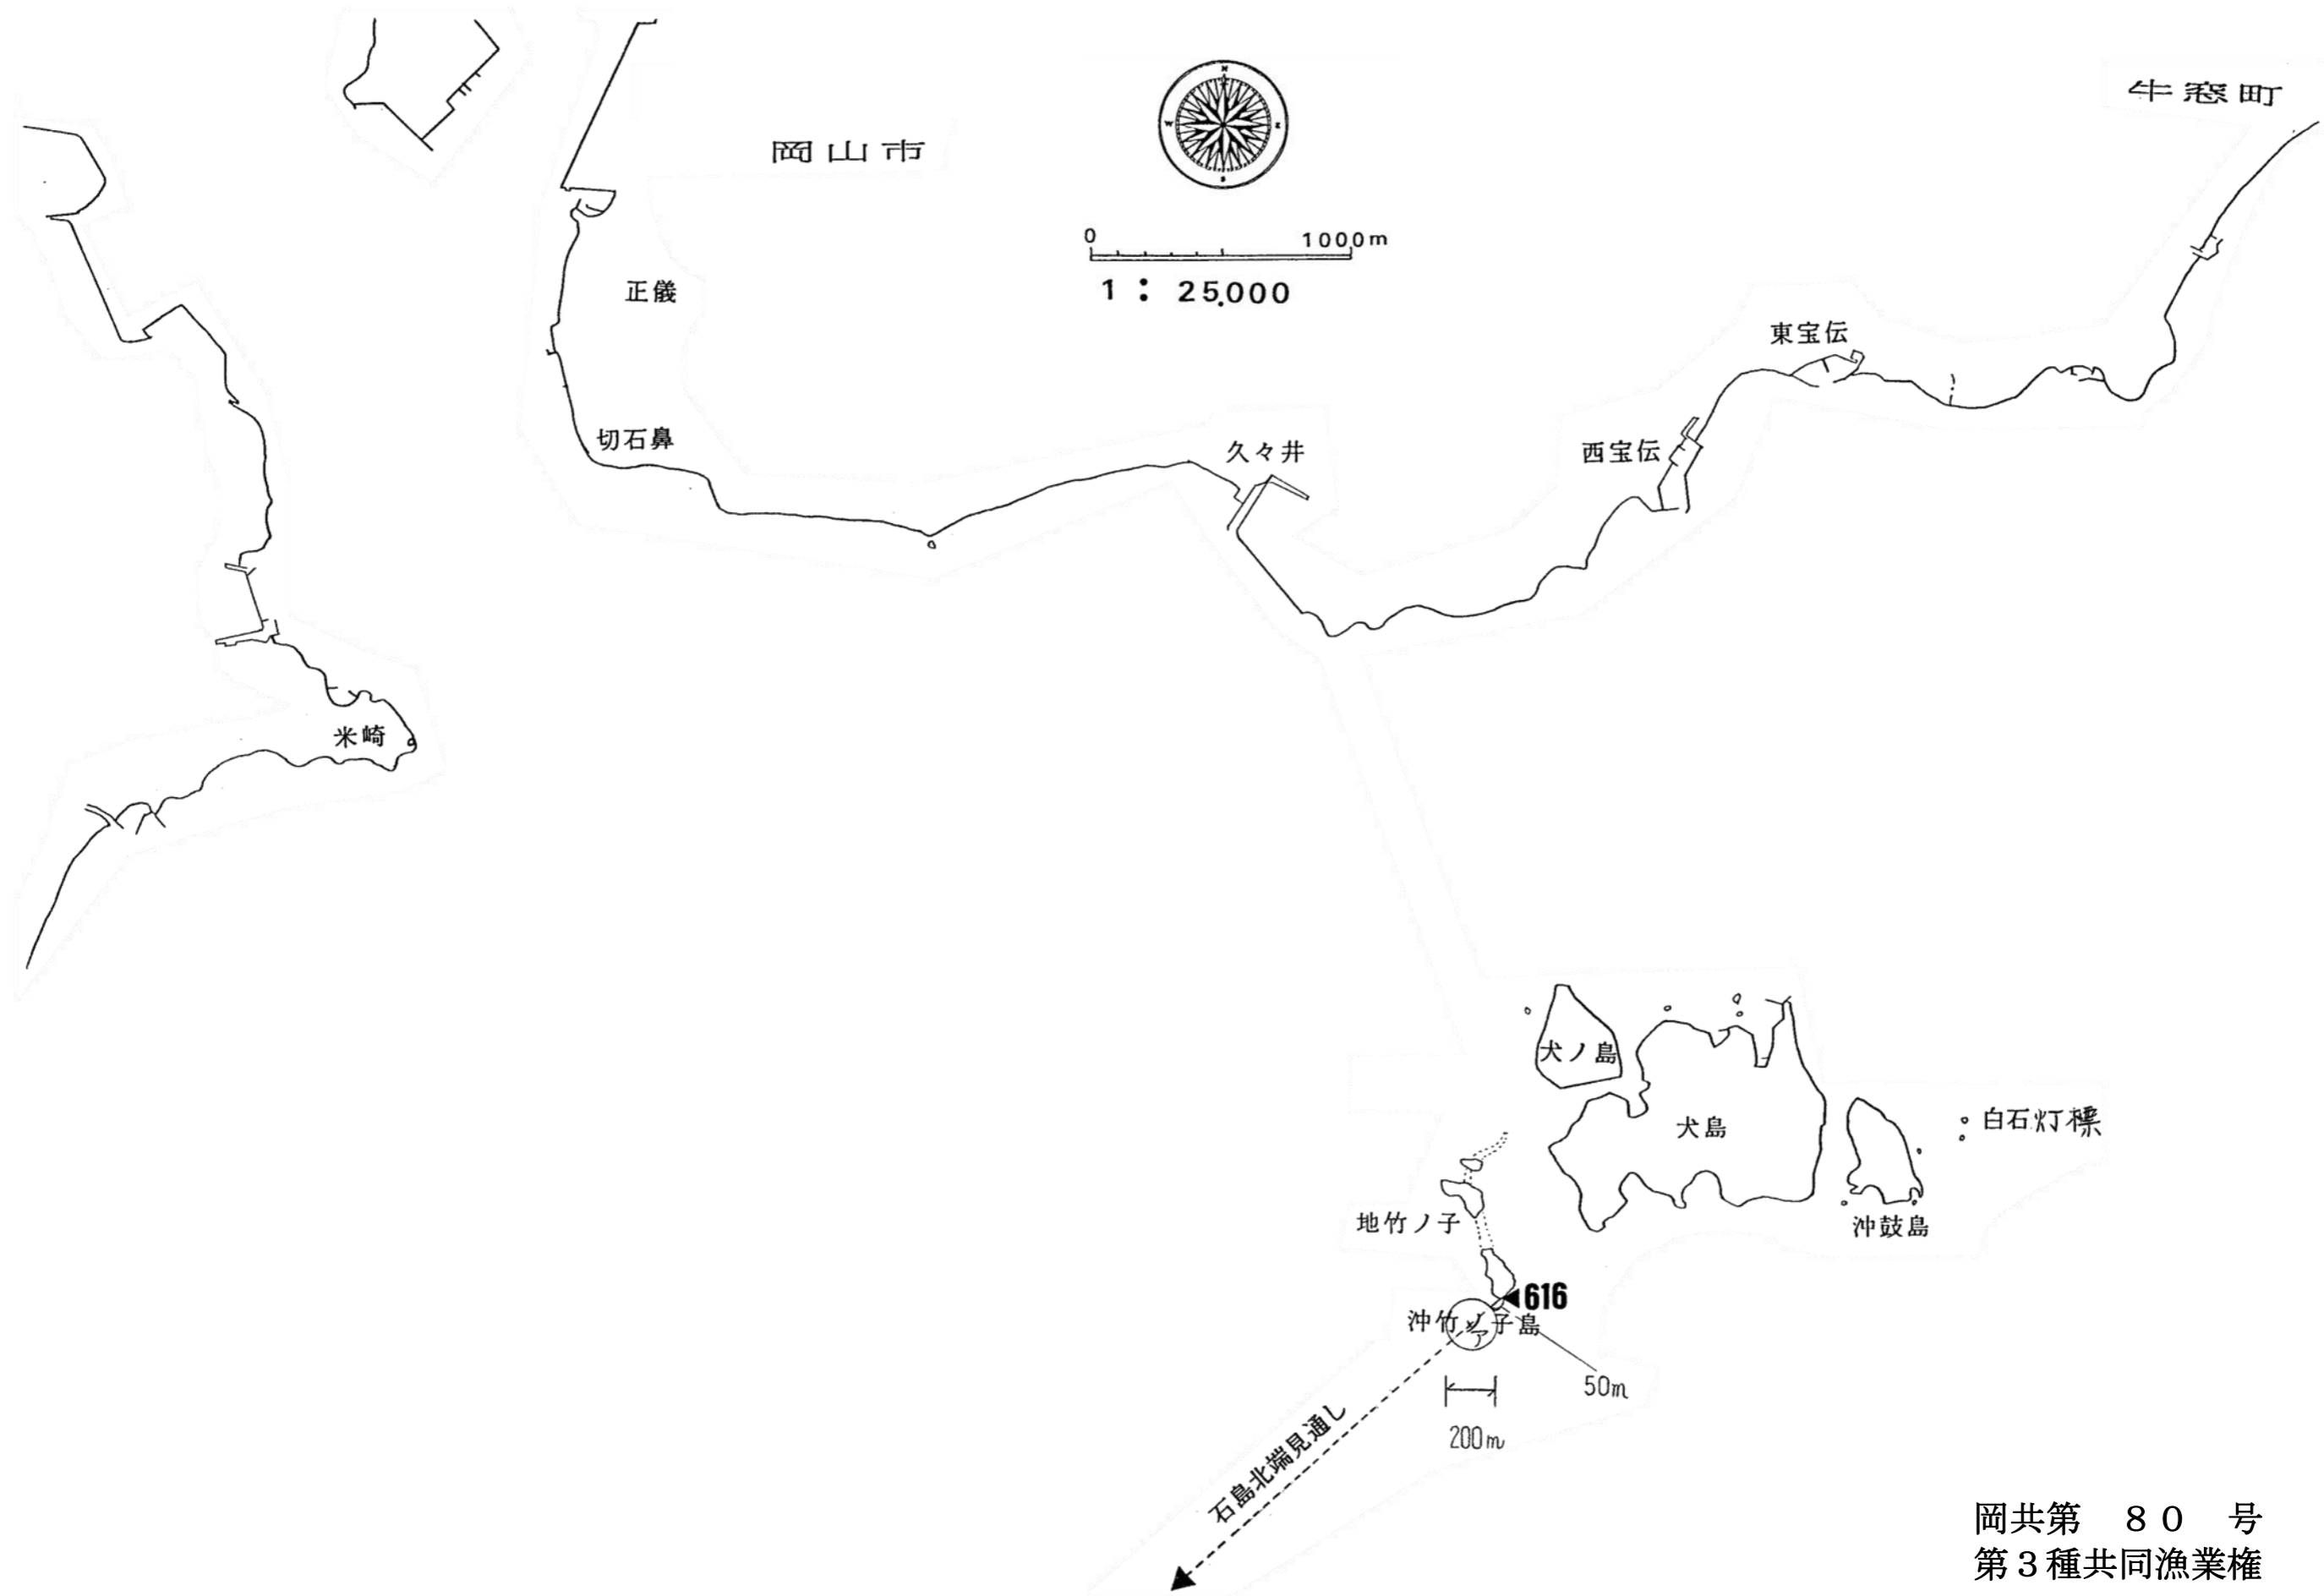 牛窓町
岡山市
N
W
S
0 1000m
1 : 25,000
正儀
東宝伝
切石鼻
久々井
西宝伝
米崎
犬ノ島
犬島
白石灯標
地竹ノ子
沖鼓島
616
沖竹ノ子島
ア
50m
200m
石島北端見通し
岡共第 80 号
第3種共同漁業権